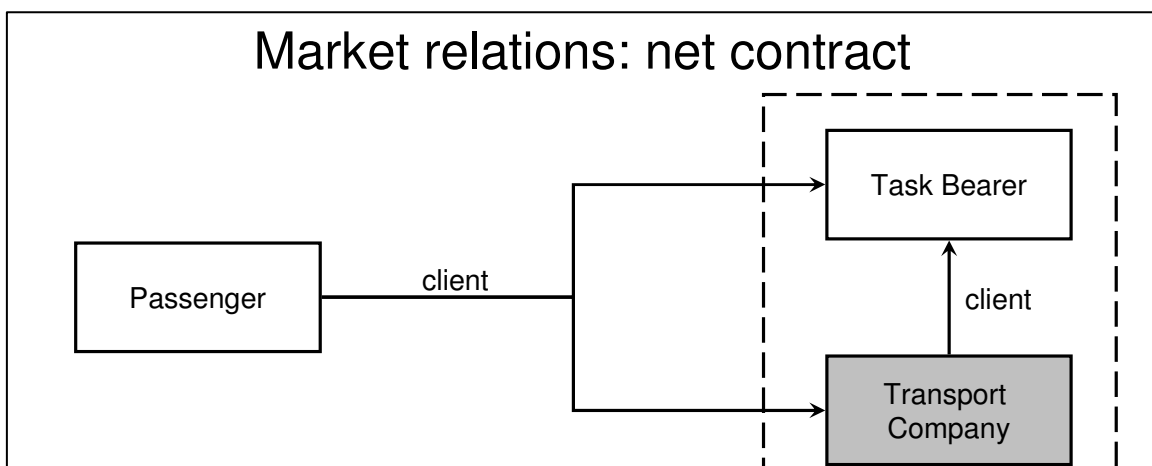 Market relations: net contract
Task Bearer
Passenger
client
client
Transport
Company